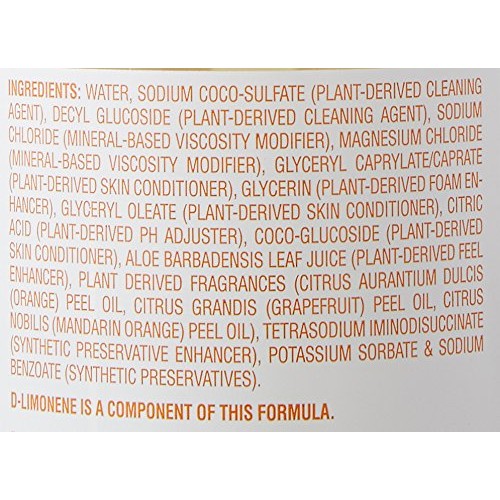 INGREDIENTS: WATER, SODIUM COCO-SULFATE (PLANT-DERIVED CLEANING
AGENT), DECYL GLUCOSIDE (PLANT-DERIVED CLEANING AGENT), SODIUM
CHLORIDE (MINERAL-BASED VISCOSITY MODIFIER), MAGNESIUM CHLORIDE
(MINERAL-BASED VISCOSITY MODIFIER), GLYCERYL CAPRYLATE/CAPRATE
(PLANT-DERIVED SKIN CONDITIONER), GLYCERIN (PLANT-DERIVED FOAM EN-
HANCER), GLYCERYL OLEATE (PLANT-DERIVED SKIN CONDITIONER), CITRIC
ACID (PLANT-DERIVED PH ADJUSTER), COCO-GLUCOSIDE (PLANT-DERIVED
SKIN CONDITIONER), ALOE BARBADENSIS LEAF JUICE (PLANT-DERIVED FEEL
ENHANCER), PLANT DERIVED FRAGRANCES (CITRUS AURANTIUM DULCIS
(ORANGE) PEEL OIL, CITRUS GRANDIS (GRAPEFRUIT) PEEL OIL, CITRUS
NOBILIS (MANDARIN ORANGE) PEEL OIL), TETRASODIUM IMINODISUCCINATE
(SYNTHETIC PRESERVATIVE ENHANCER), POTASSIUM SORBATE & SODIUM
BENZOATE (SYNTHETIC PRESERVATIVES).
D-LIMONENE IS A COMPONENT OF THIS FORMULA.